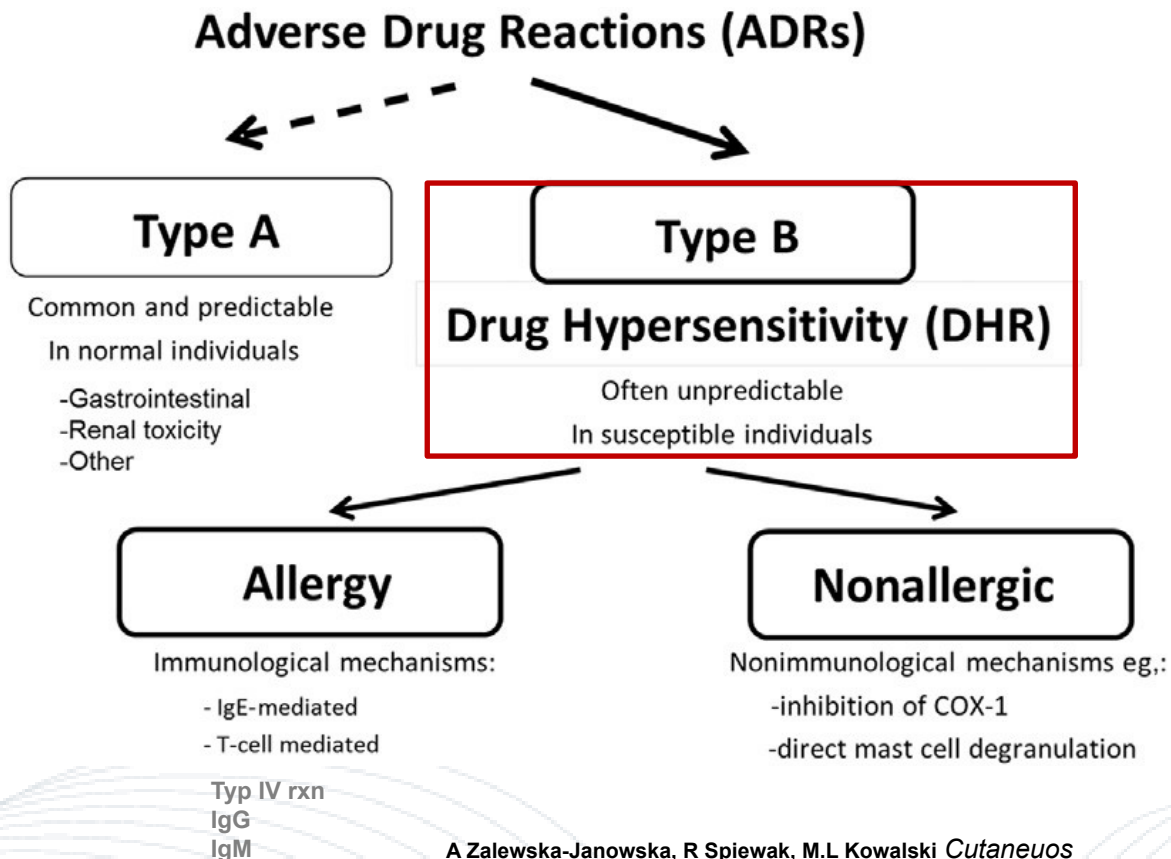 Adverse Drug Reactions (ADRs)
Type A
Common and predictable
In normal individuals
-Gastrointestinal
-Renal toxicity
-Other
Type B
Drug Hypersensitivity (DHR)
Often unpredictable
In susceptible individuals
Allergy
Immunological mechanisms:
- IgE-mediated
- T-cell mediated
Typ IV rxn
IgG
IgM
Nonallergic
Nonimmunological mechanisms eg,:
-inhibition of COX-1
-direct mast cell degranulation
A Zalewska-Janowska, R Spiewak, M.L Kowalski Cutaneuos